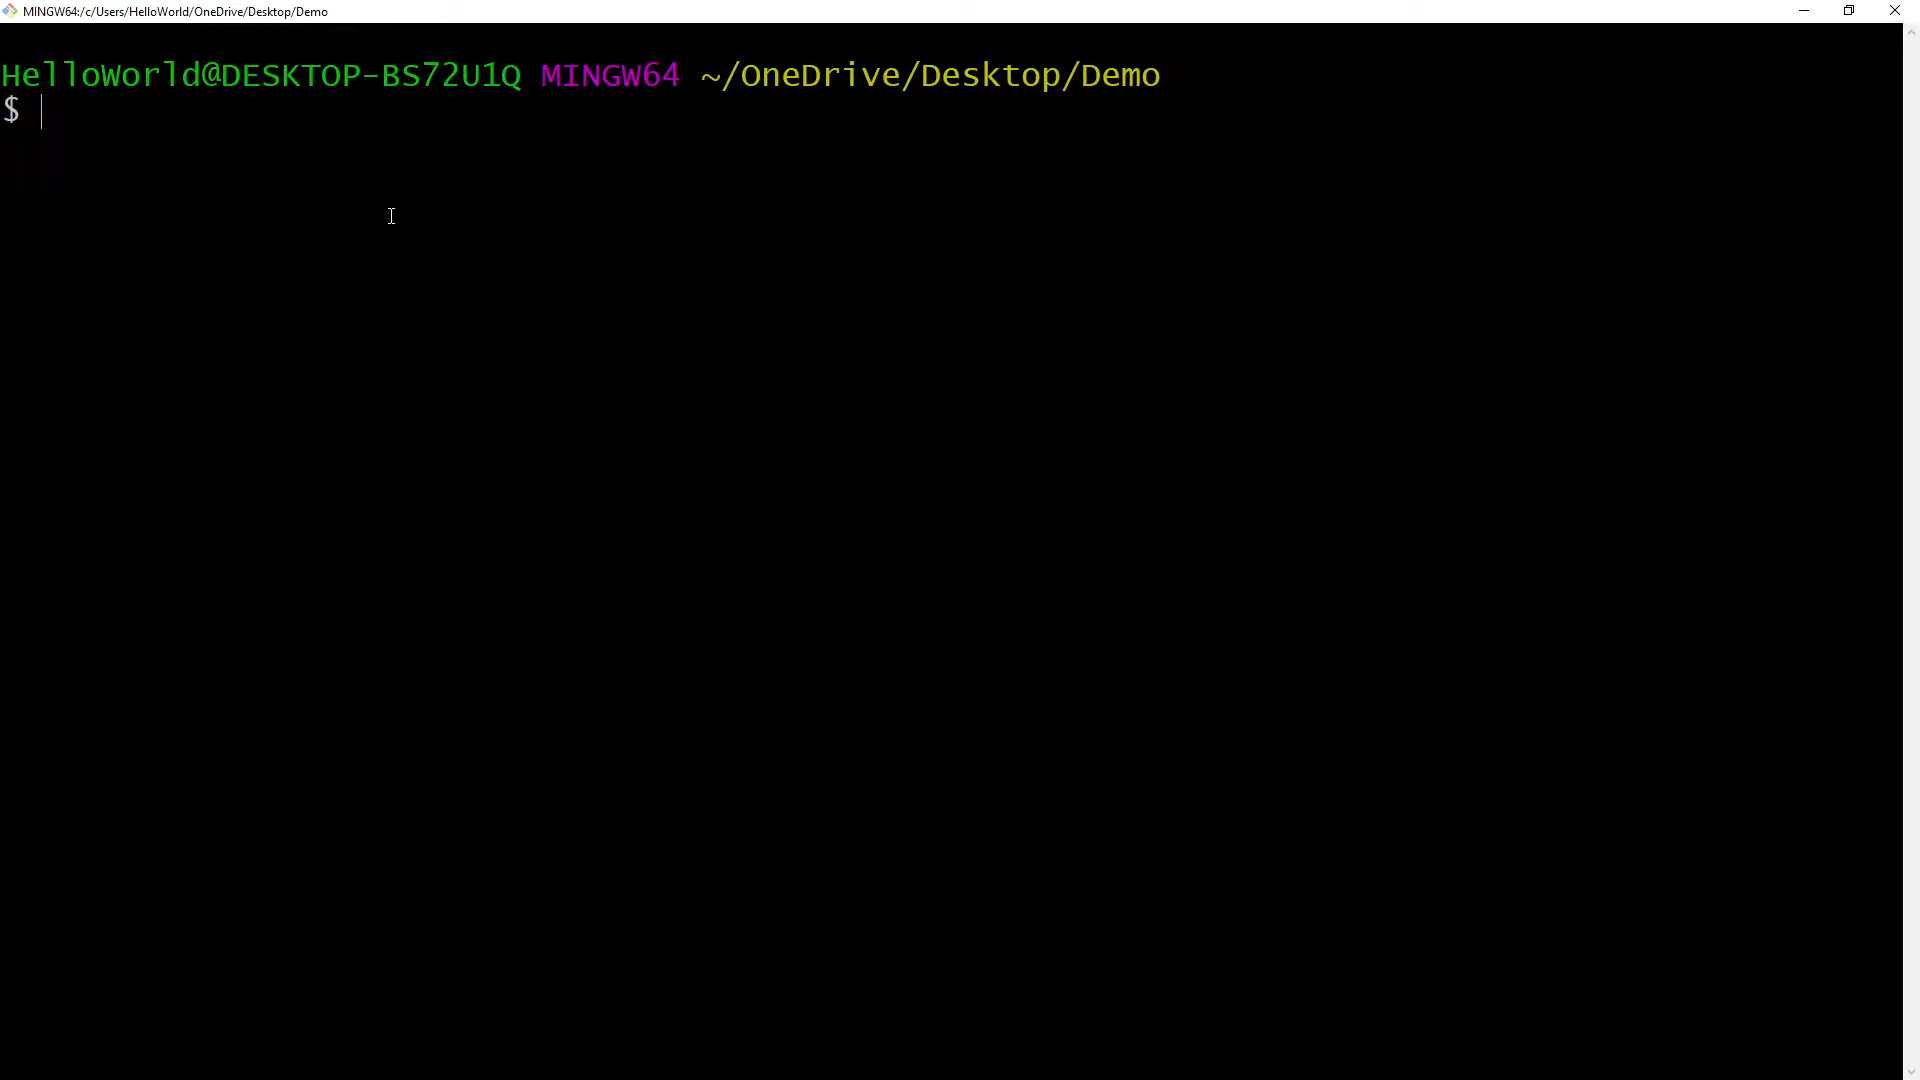 MINGW64:/c/Users/HelloWorld/OneDrive/Desktop/Demo
HelloWorld@DESKTOP-BS72U1Q MINGW64 ~/OneDrive/Desktop/Demo
$